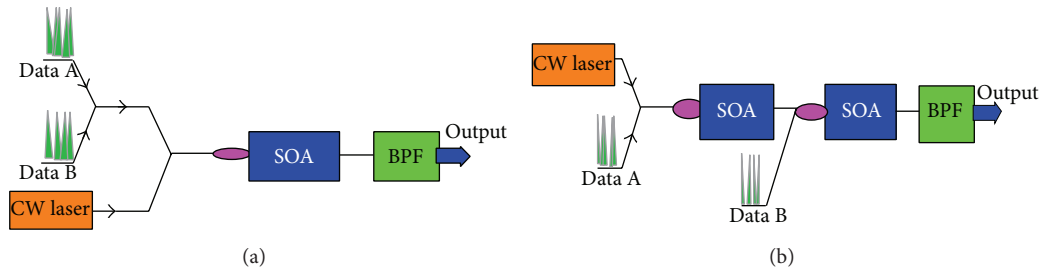 Data A
Data B
CW laser
SOA
BPF
Output
(a)
CW laser
Data A
SOA
Data B
SOA
BPF
Output
(b)